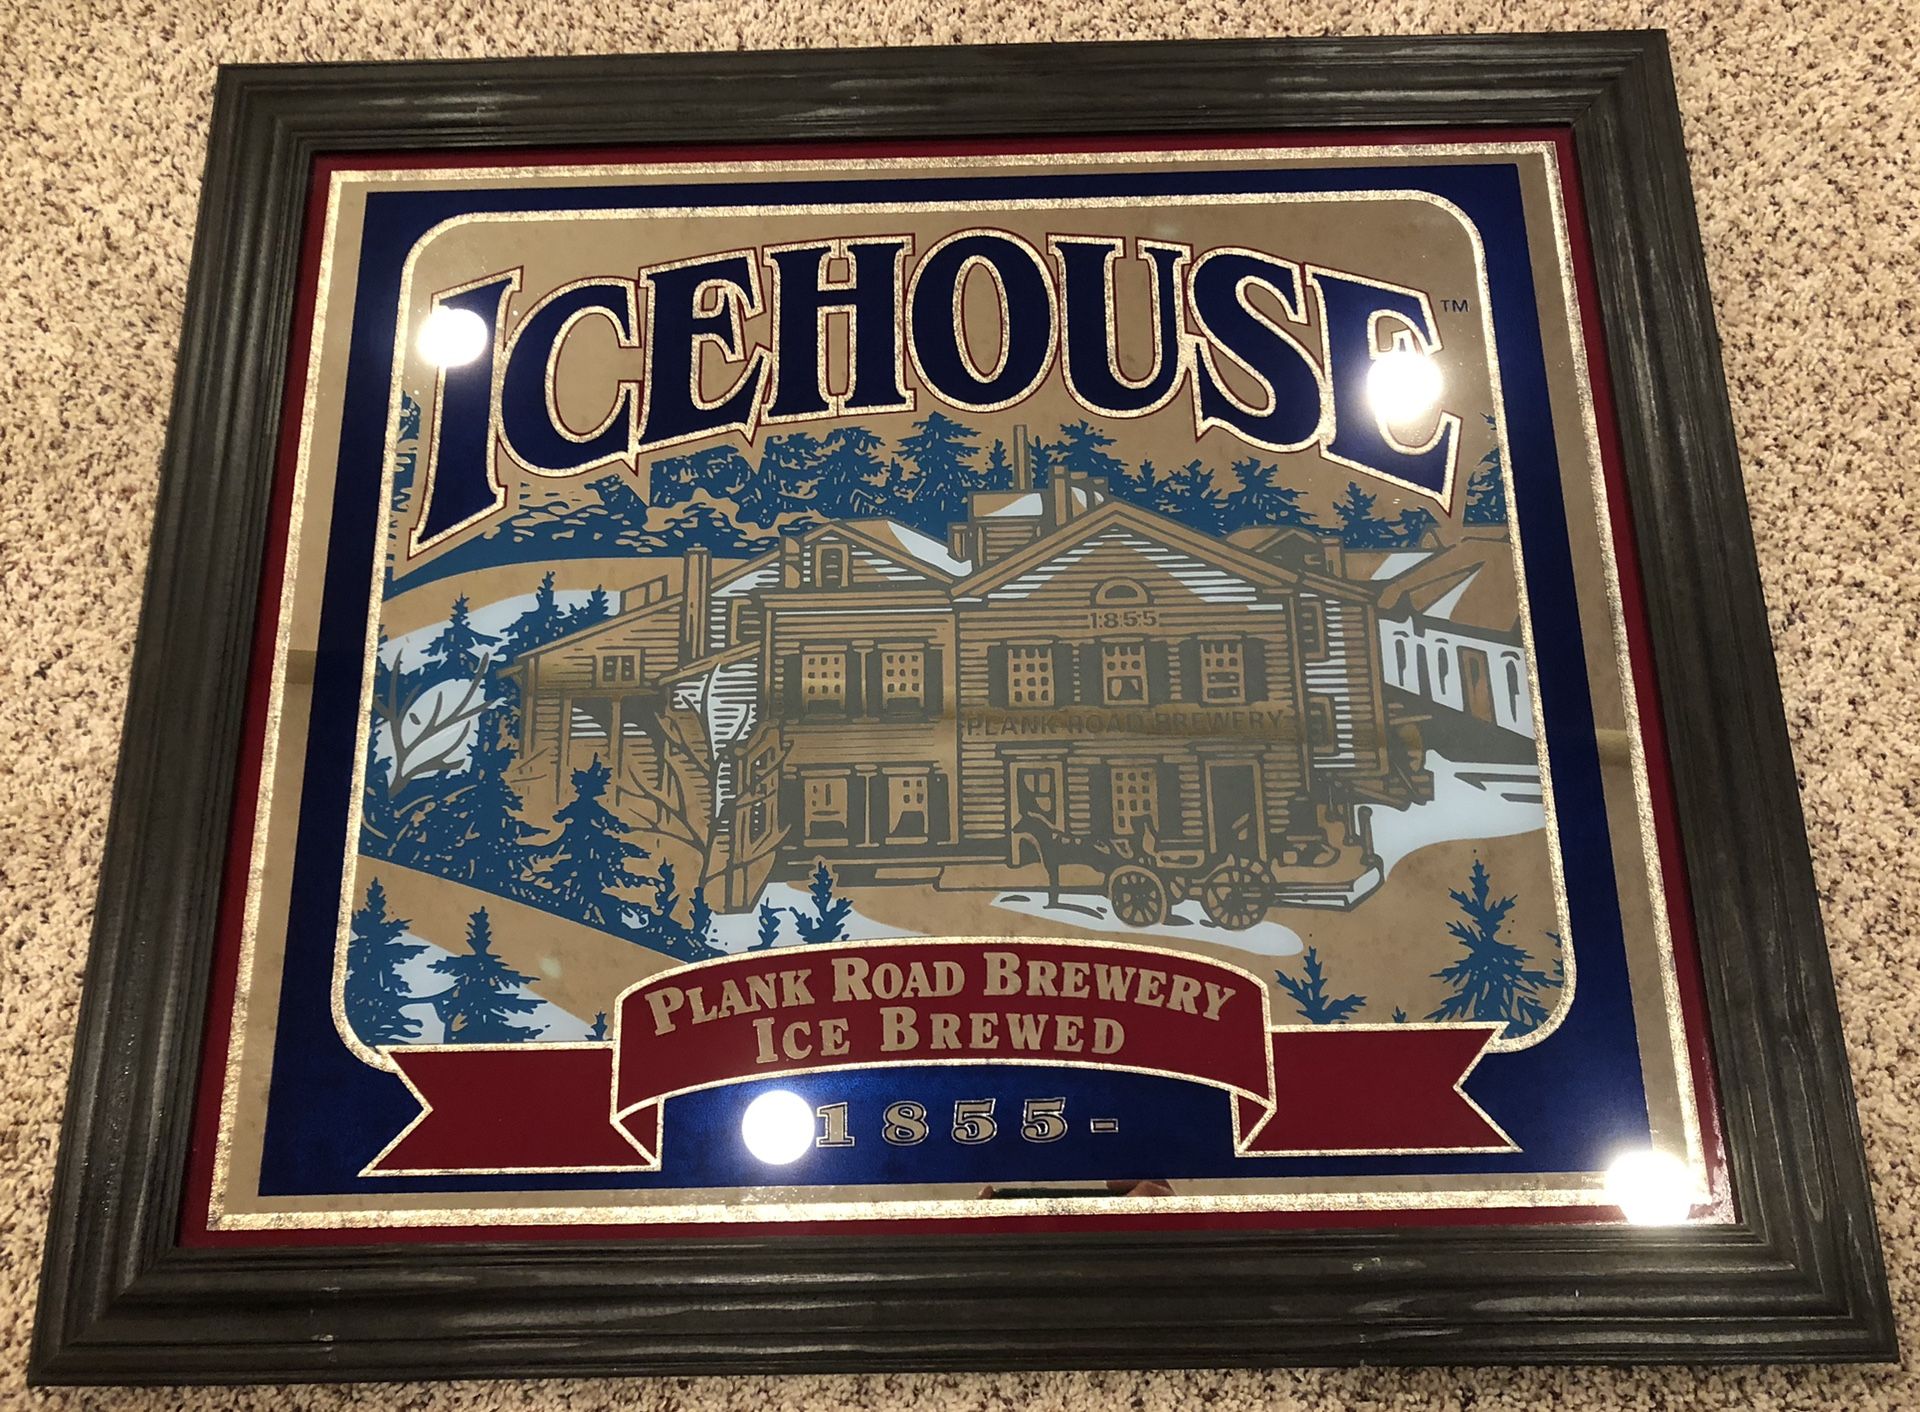 ICEHOUSE™
1855
PLANK ROAD BREWERY
PLANK ROAD BREWERY
ICE BREWED
1855-